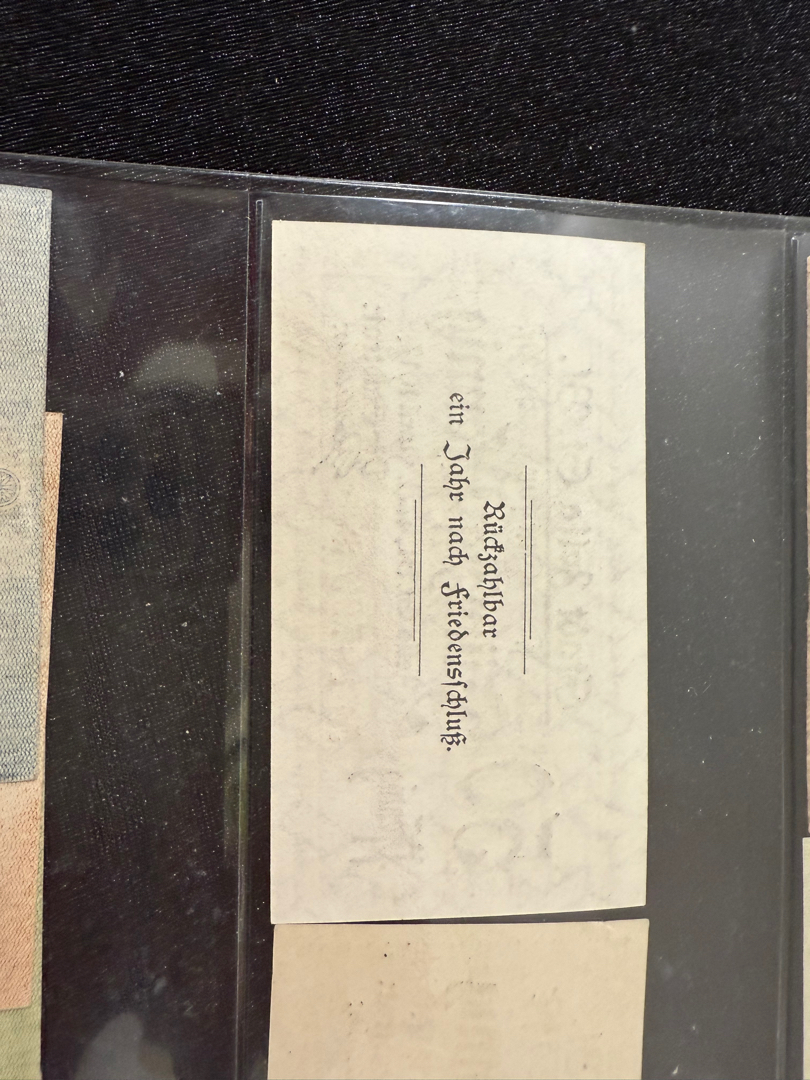 Rückzahlbar
ein Jahr nach Friedensschluß.